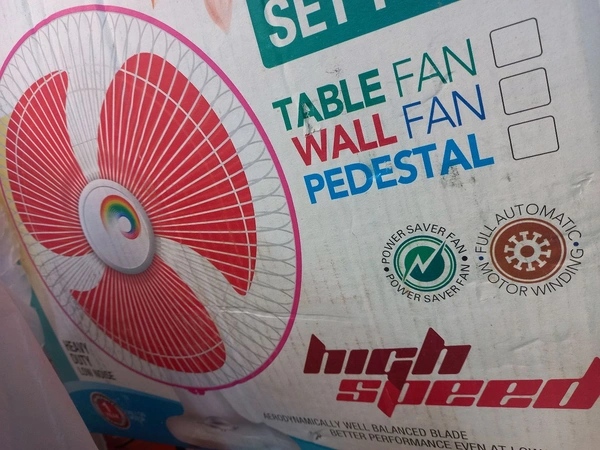 SET
TABLE FAN
WALL FAN
PEDESTAL
POWER SAVER FAN
POWER SAVER FAN
FULL AUTOMATIC
MOTOR WINDING
HEAVY
DUTY
LOW NOISE
high
speed
AERODYNAMICALLY WELL BALANCED BLADE
BETTER PERFORMANCE EVEN AT LOW